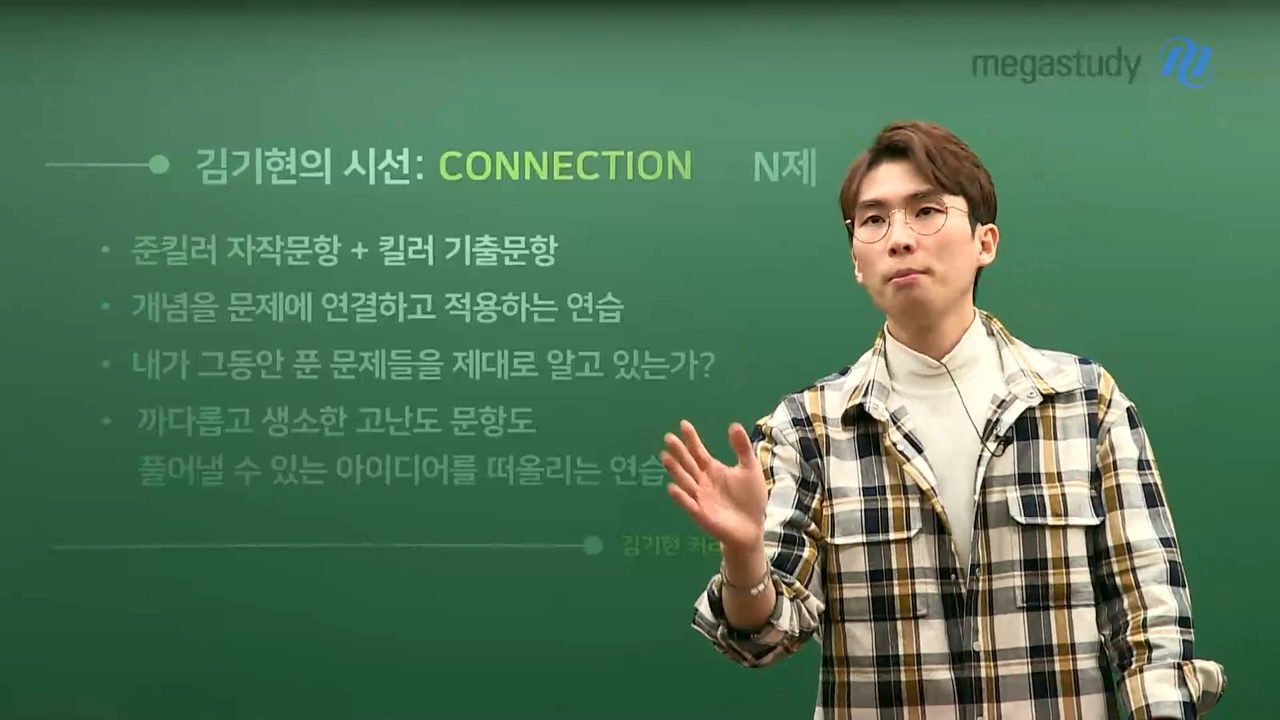 megastudy
김기현의 시선: CONNECTION N제
• 준킬러 자작문항 + 킬러 기출문항
• 개념을 문제에 연결하고 적용하는 연습
• 내가 그동안 푼 문제들을 제대로 알고 있는가?
• 까다롭고 생소한 고난도 문항도
풀어낼 수 있는 아이디어를 떠올리는 연습
김기현